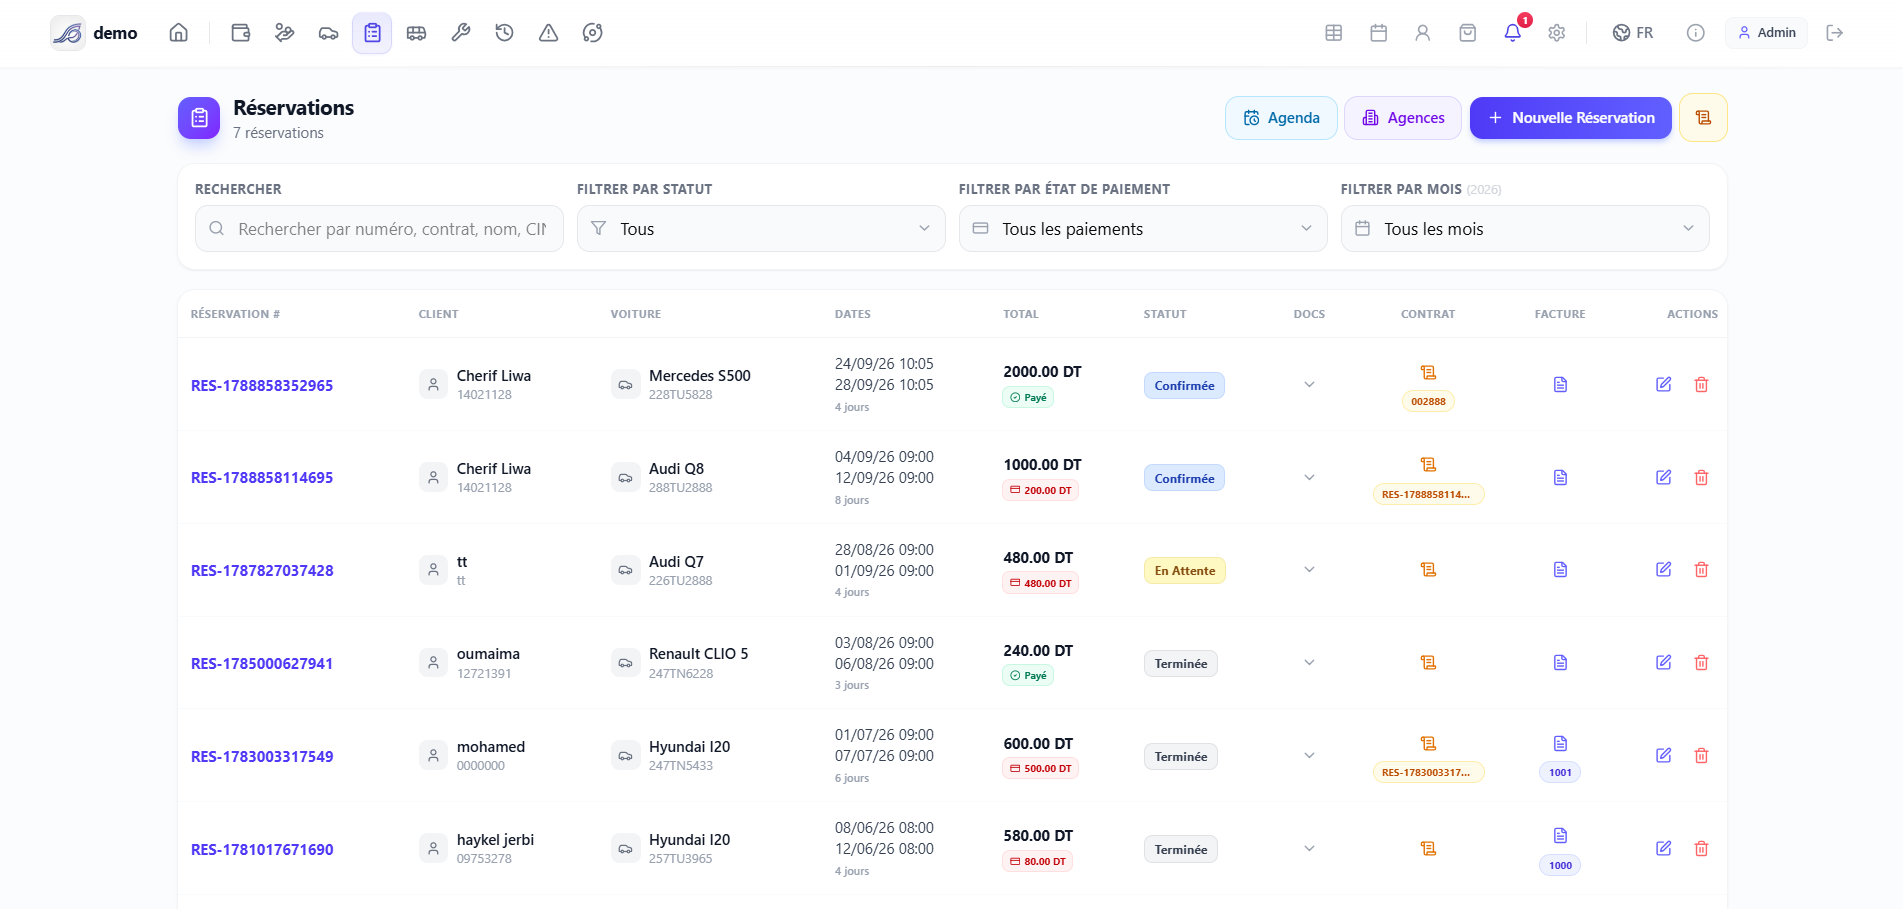 demo
1
FR
Admin
Réservations
7 réservations
Agenda
Agences
Nouvelle Réservation
RECHERCHER
FILTRER PAR STATUT
FILTRER PAR ÉTAT DE PAIEMENT
FILTRER PAR MOIS (2026)
Rechercher par numéro, contrat, nom, CIN
Tous
Tous les paiements
Tous les mois
RÉSERVATION # CLIENT VOITURE DATES TOTAL STATUT DOCS CONTRAT FACTURE ACTIONS
RES-1788858352965
Cherif Liwa
14021128
Mercedes S500
228TU5828
24/09/26 10:05
28/09/26 10:05
4 jours
2000.00 DT
Payé
Confirmée
002888
RES-1788858114695
Cherif Liwa
14021128
Audi Q8
288TU2888
04/09/26 09:00
12/09/26 09:00
8 jours
1000.00 DT
200.00 DT
Confirmée
RES-1788858114...
RES-1787827037428
tt
tt
Audi Q7
226TU2888
28/08/26 09:00
01/09/26 09:00
4 jours
480.00 DT
480.00 DT
En Attente
RES-1785000627941
oumaima
12721391
Renault CLIO 5
247TN6228
03/08/26 09:00
06/08/26 09:00
3 jours
240.00 DT
Payé
Terminée
RES-1783003317549
mohamed
0000000
Hyundai I20
247TN5433
01/07/26 09:00
07/07/26 09:00
6 jours
600.00 DT
500.00 DT
Terminée
RES-1783003317...
1001
RES-1781017671690
haykel jerbi
09753278
Hyundai I20
257TU3965
08/06/26 08:00
12/06/26 08:00
4 jours
580.00 DT
80.00 DT
Terminée
1000